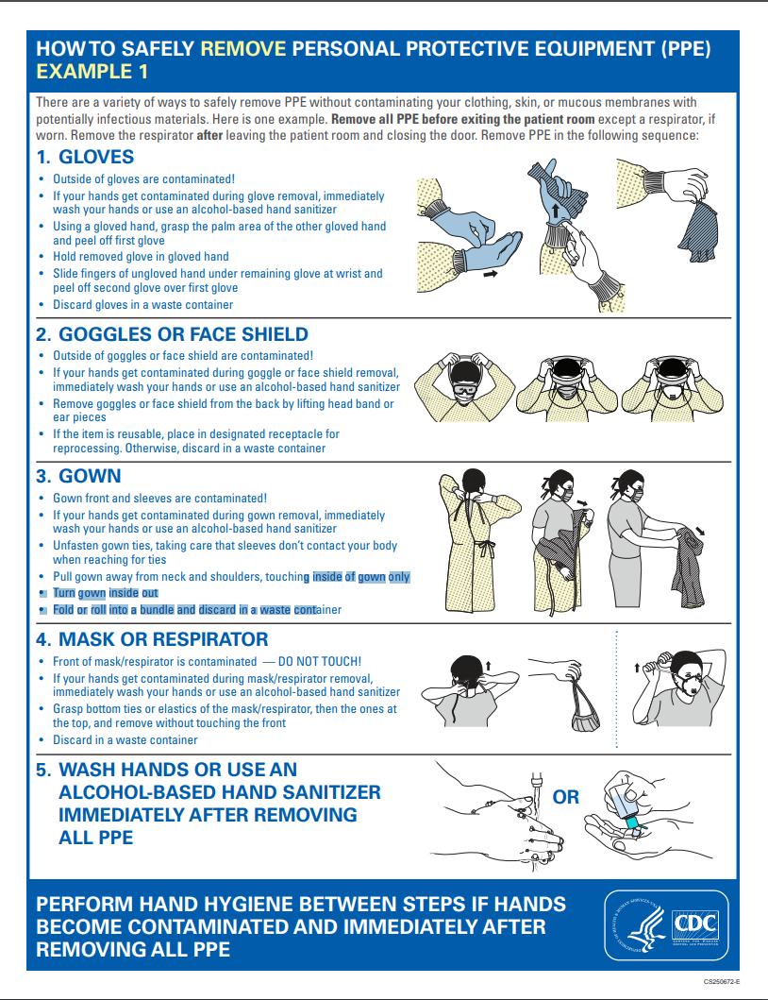 HOW TO SAFELY REMOVE PERSONAL PROTECTIVE EQUIPMENT (PPE)
EXAMPLE 1
There are a variety of ways to safely remove PPE without contaminating your clothing, skin, or mucous membranes with
potentially infectious materials. Here is one example. Remove all PPE before exiting the patient room except a respirator, if
worn. Remove the respirator after leaving the patient room and closing the door. Remove PPE in the following sequence:
1. GLOVES
• Outside of gloves are contaminated!
• If your hands get contaminated during glove removal, immediately
wash your hands or use an alcohol-based hand sanitizer
• Using a gloved hand, grasp the palm area of the other gloved hand
and peel off first glove
• Hold removed glove in gloved hand
• Slide fingers of ungloved hand under remaining glove at wrist and
peel off second glove over first glove
• Discard gloves in a waste container
2. GOGGLES OR FACE SHIELD
• Outside of goggles or face shield are contaminated!
• If your hands get contaminated during goggle or face shield removal,
immediately wash your hands or use an alcohol-based hand sanitizer
• Remove goggles or face shield from the back by lifting head band or
ear pieces
• If the item is reusable, place in designated receptacle for
reprocessing. Otherwise, discard in a waste container
3. GOWN
• Gown front and sleeves are contaminated!
• If your hands get contaminated during gown removal, immediately
wash your hands or use an alcohol-based hand sanitizer
• Unfasten gown ties, taking care that sleeves don't contact your body
when reaching for ties
• Pull gown away from neck and shoulders, touching inside of gown only
• Turn gown inside out
• Fold or roll into a bundle and discard in a waste container
4. MASK OR RESPIRATOR
• Front of mask/respirator is contaminated — DO NOT TOUCH!
• If your hands get contaminated during mask/respirator removal,
immediately wash your hands or use an alcohol-based hand sanitizer
• Grasp bottom ties or elastics of the mask/respirator, then the ones at
the top, and remove without touching the front
• Discard in a waste container
5. WASH HANDS OR USE AN
ALCOHOL-BASED HAND SANITIZER
IMMEDIATELY AFTER REMOVING
ALL PPE
OR
PERFORM HAND HYGIENE BETWEEN STEPS IF HANDS
BECOME CONTAMINATED AND IMMEDIATELY AFTER
REMOVING ALL PPE
DEPARTMENT OF HEALTH & HUMAN SERVICES USA
CDC
CENTERS FOR DISEASE
CONTROL AND PREVENTION
CS250672-E